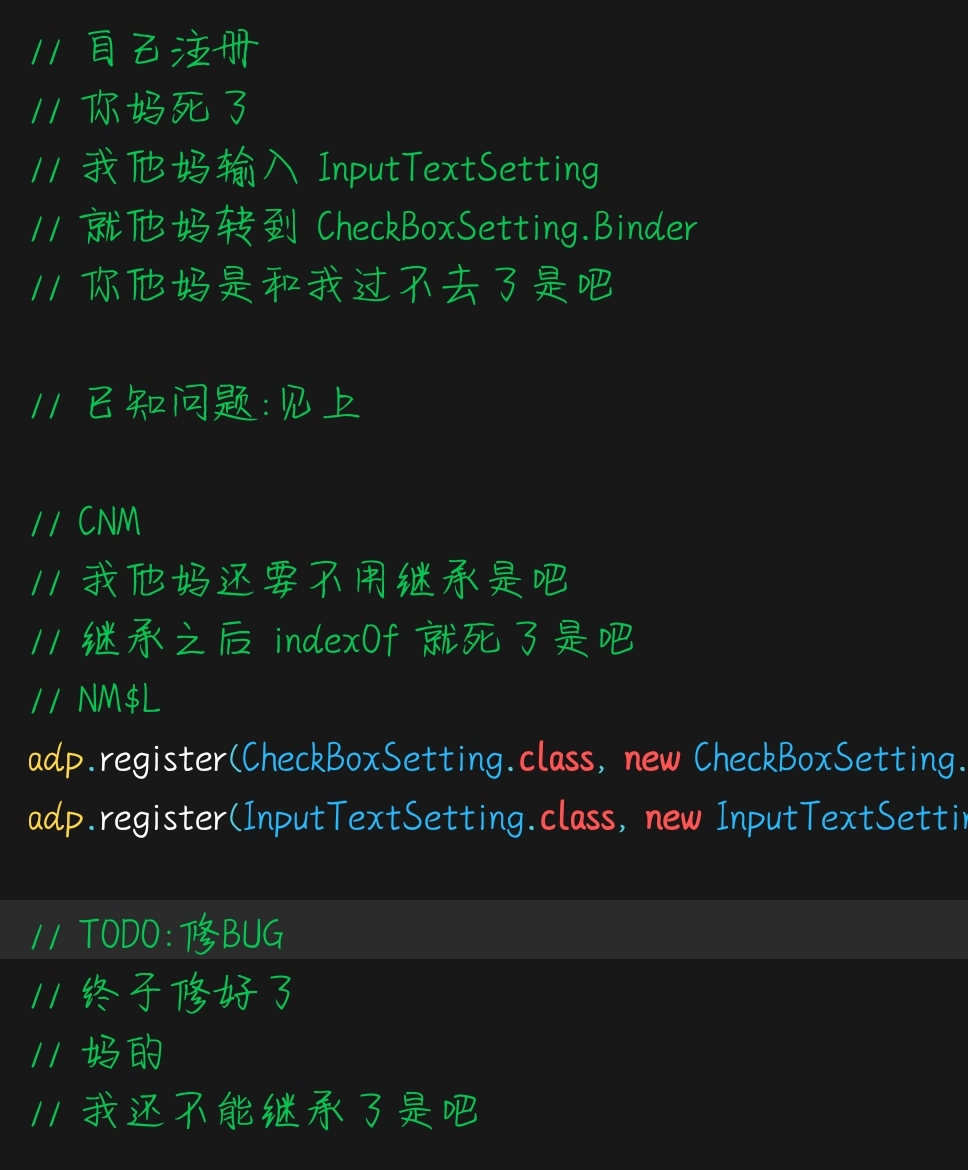 // 自己注册
// 你妈死了
// 我他妈输入 InputTextSetting
// 就他妈转到 CheckBoxSetting.Binder
// 你他妈是和我过不去了是吧
// 已知问题:见上
// CNM
// 我他妈还要不用继承是吧
// 继承之后 indexOf 就死了是吧
// NM$L
adp.register(CheckBoxSetting.class, new CheckBoxSetting.
adp.register(InputTextSetting.class, new InputTextSettin
// TODO:修BUG
// 终于修好了
// 妈的
// 我还不能继承了是吧